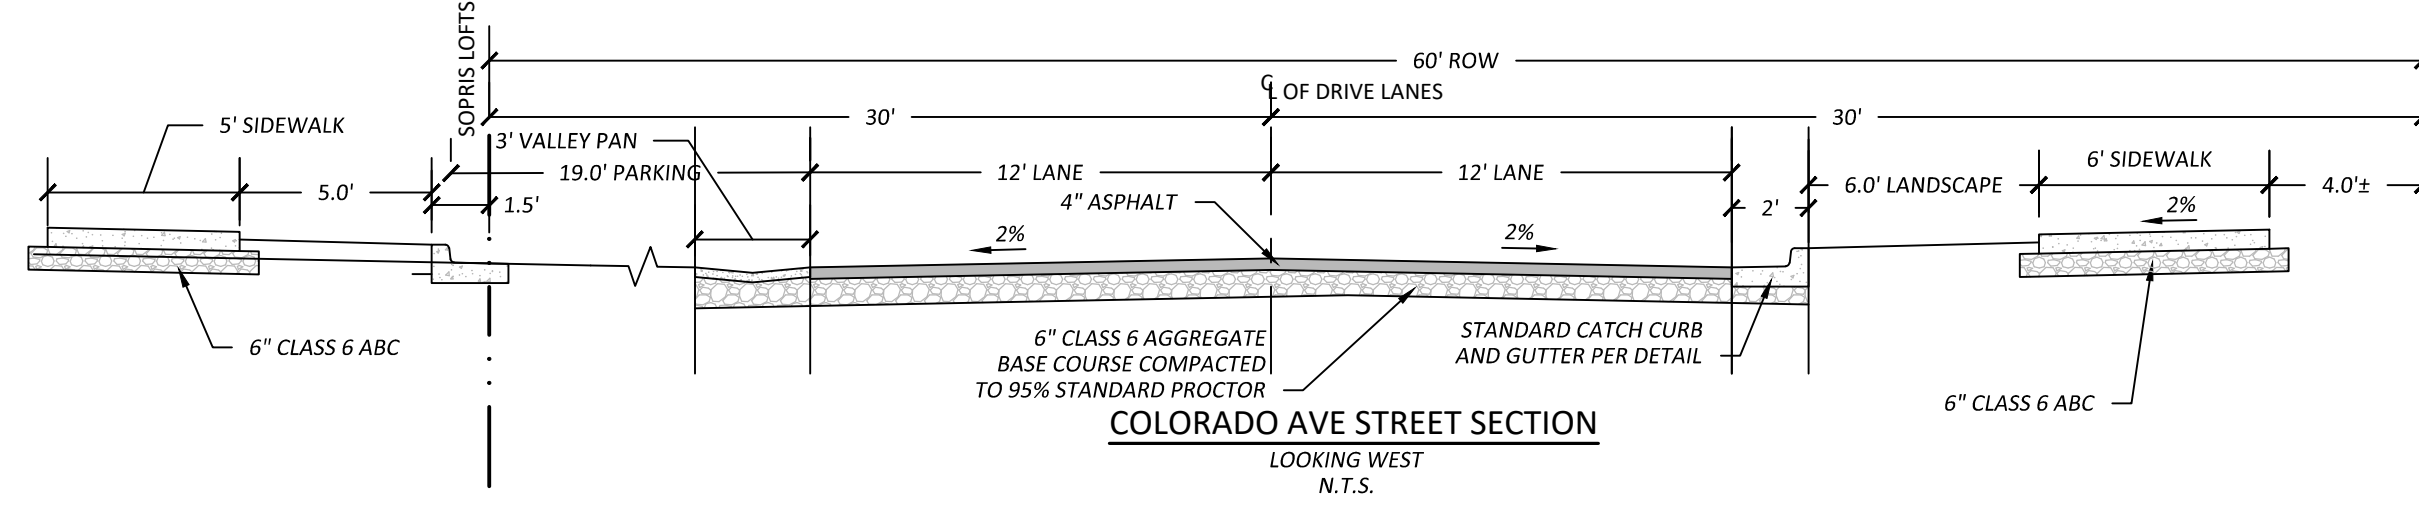 SOPRIS LOFTS
60' ROW
℄ OF DRIVE LANES
30'
30'
5' SIDEWALK
3' VALLEY PAN
19.0' PARKING
12' LANE
12' LANE
6' SIDEWALK
5.0'
1.5'
4" ASPHALT
2'
6.0' LANDSCAPE
4.0'±
2%
2%
2%
6" CLASS 6 ABC
6" CLASS 6 AGGREGATE
BASE COURSE COMPACTED
TO 95% STANDARD PROCTOR
STANDARD CATCH CURB
AND GUTTER PER DETAIL
6" CLASS 6 ABC
COLORADO AVE STREET SECTION
LOOKING WEST
N.T.S.